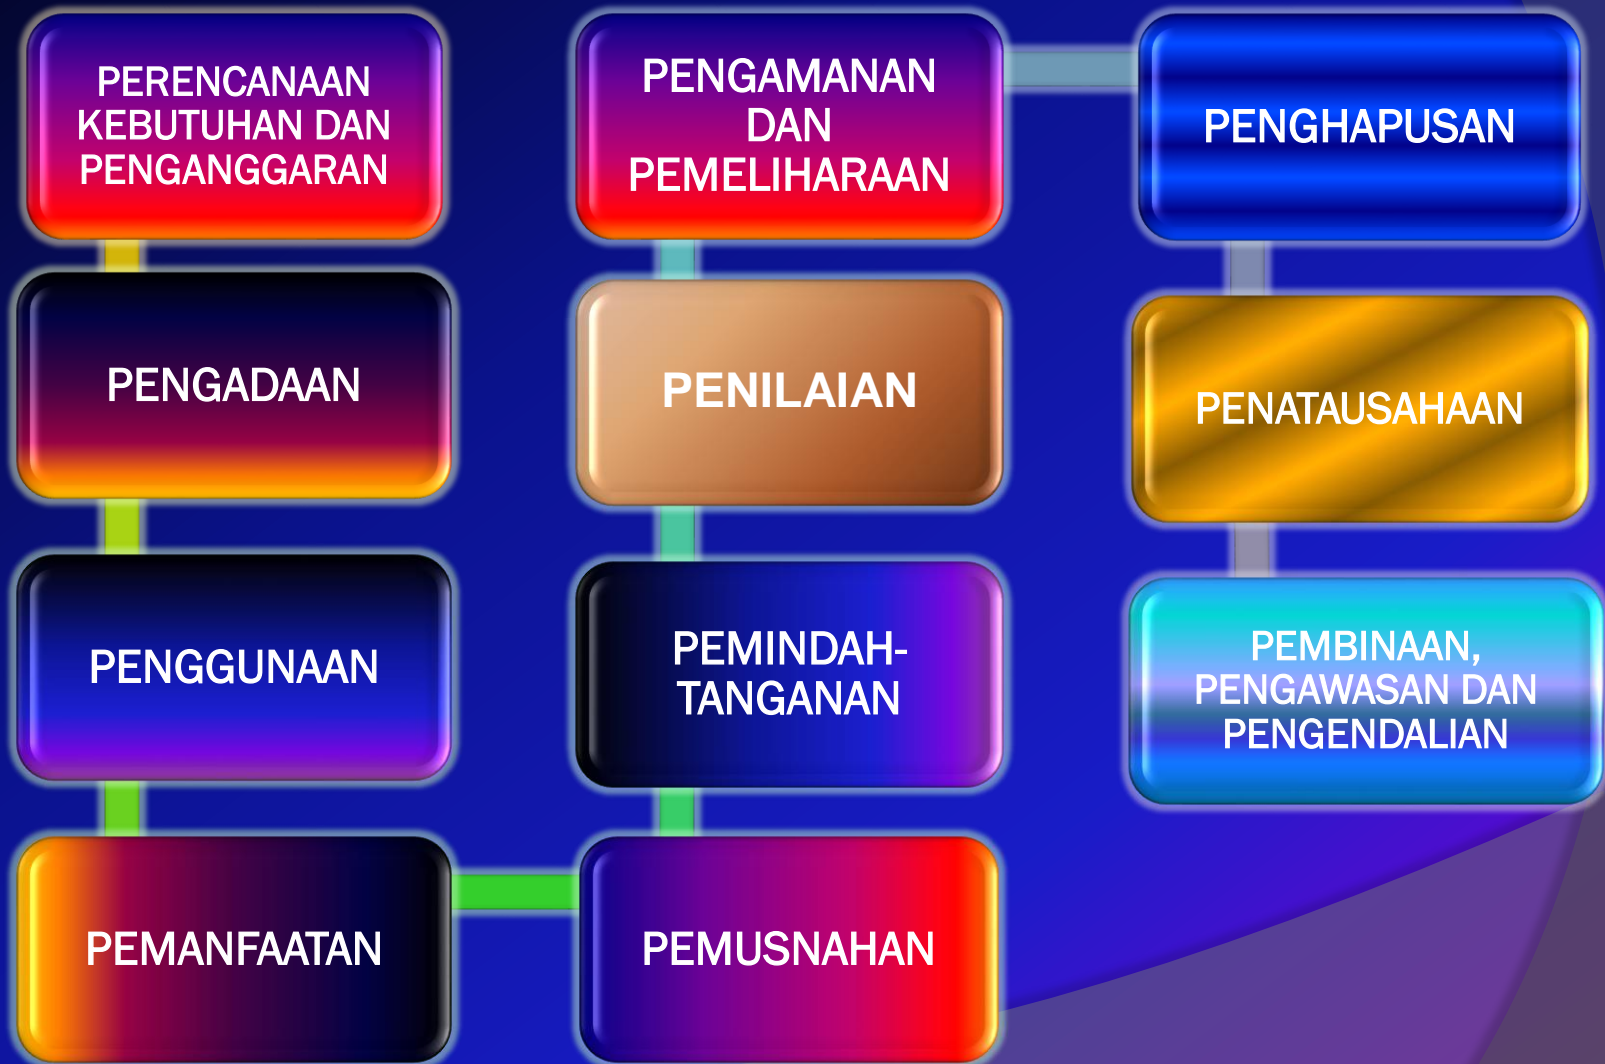 PERENCANAAN
KEBUTUHAN DAN
PENGANGGARAN
PENGADAAN
PENGGUNAAN
PEMANFAATAN
PEMUSNAHAN
PEMINDAH-
TANGANAN
PENILAIAN
PENGAMANAN
DAN
PEMELIHARAAN
PENGHAPUSAN
PENATAUSAHAAN
PEMBINAAN,
PENGAWASAN DAN
PENGENDALIAN